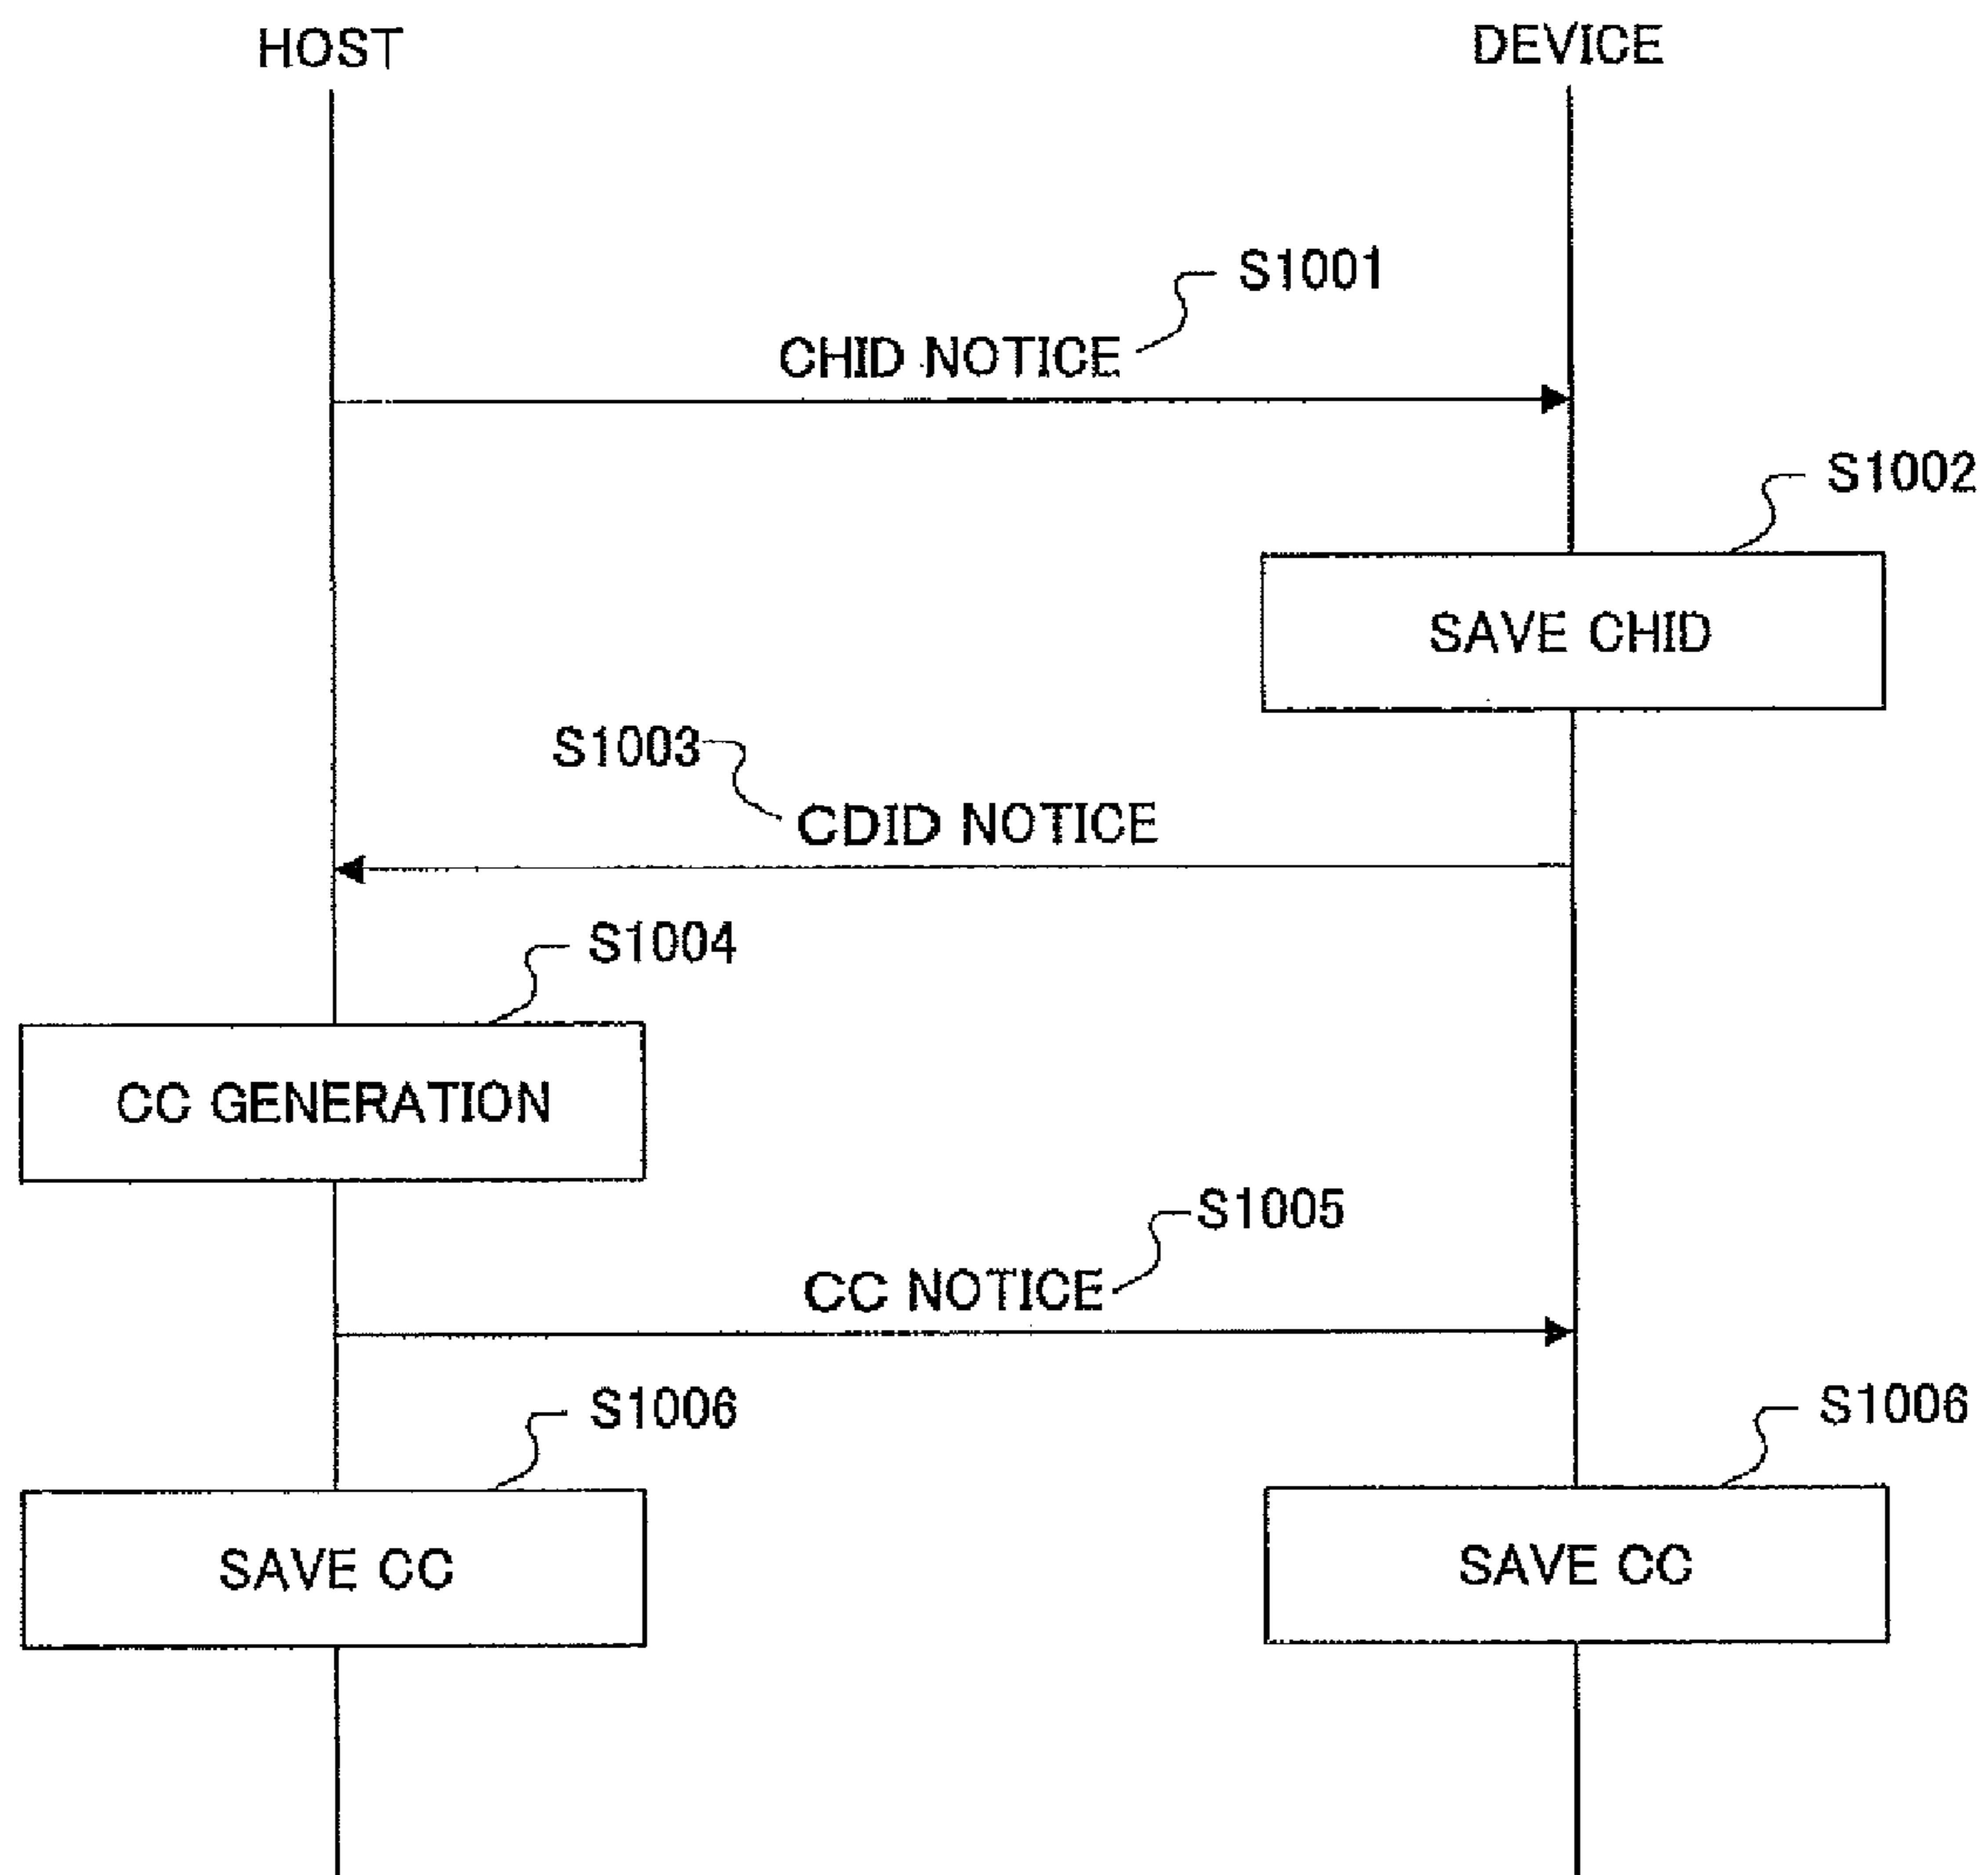 HOST
DEVICE
S1001
CHID NOTICE
S1002
SAVE CHID
S1003
CDID NOTICE
S1004
CC GENERATION
S1005
CC NOTICE
S1006
S1006
SAVE CC
SAVE CC